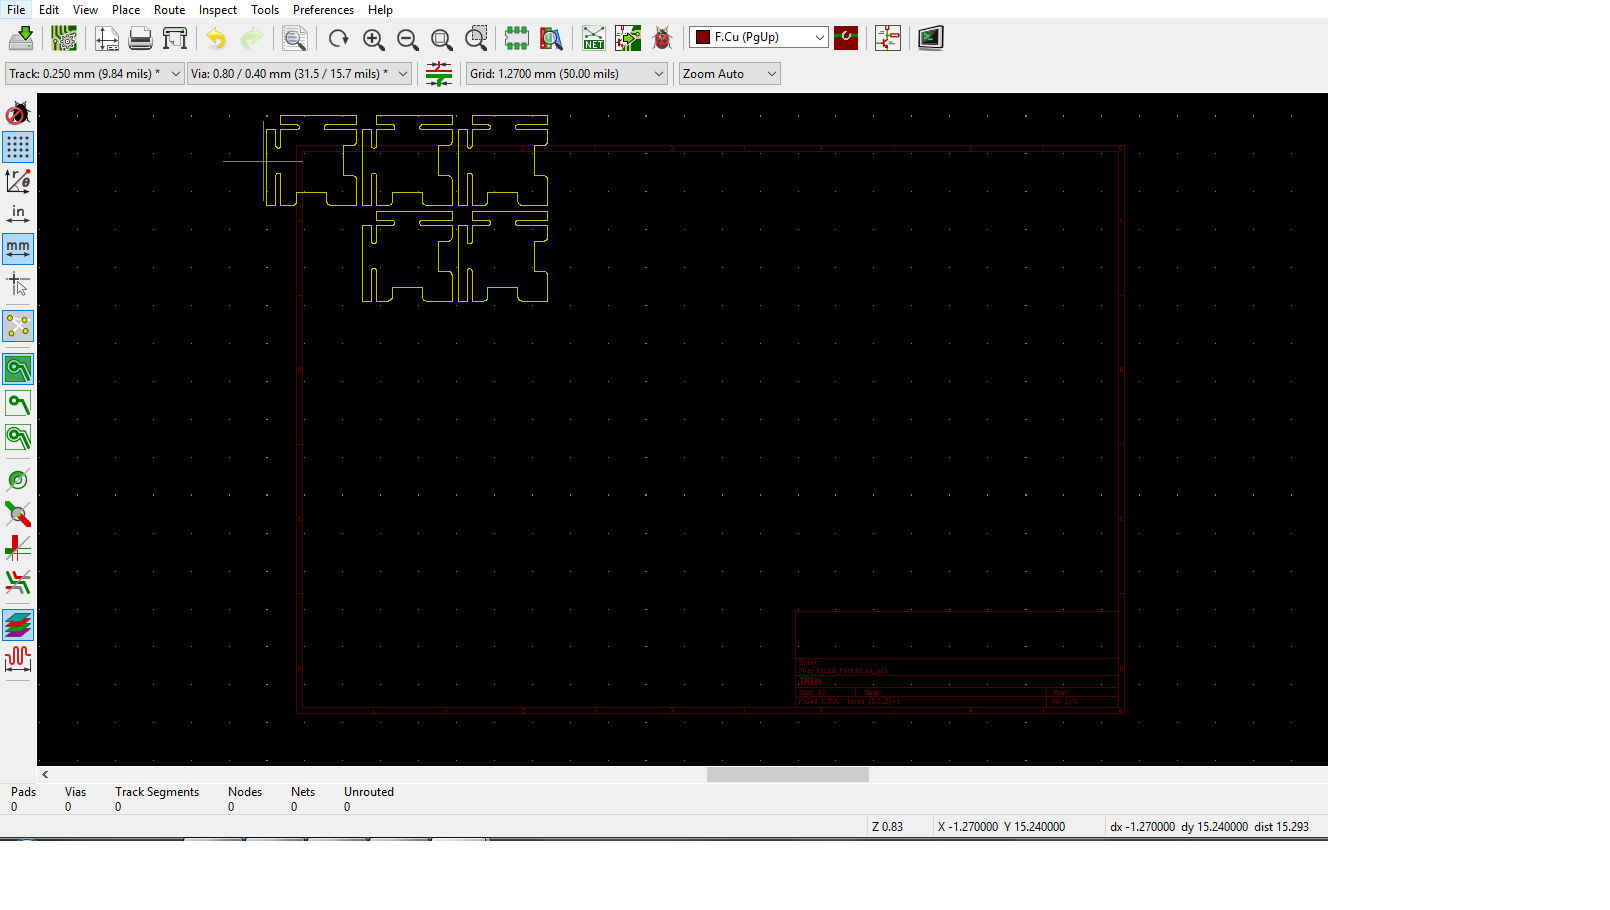 File Edit View Place Route Inspect Tools Preferences Help
NET
F.Cu (PgUp)
Track: 0.250 mm (9.84 mils) *
Via: 0.80 / 0.40 mm (31.5 / 15.7 mils) *
Grid: 1.2700 mm (50.00 mils)
Zoom Auto
in
mm
Title:
Pads Vias Track Segments Nodes Nets Unrouted
0 0 0 0 0 0
Z 0.83 X -1.270000 Y 15.240000 dx -1.270000 dy 15.240000 dist 15.293